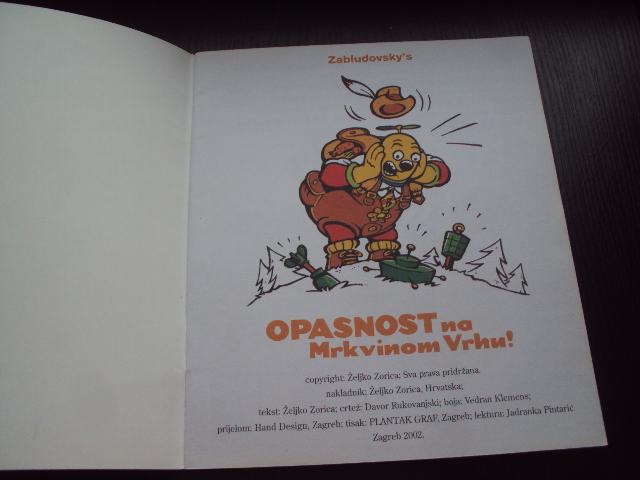 Zabludovsky's
OPASNOST na
Mrkvinom Vrhu!
copyright: Željko Zorica; Sva prava pridržana.
nakladnik: Željko Zorica, Hrvatska;
tekst: Željko Zorica; crtež: Davor Rukovanjski; boja: Vedran Klemens;
prijelom: Hand Design, Zagreb; tisak: PLANTAK GRAF, Zagreb; lektura: Jadranka Pintarić
Zagreb 2002.